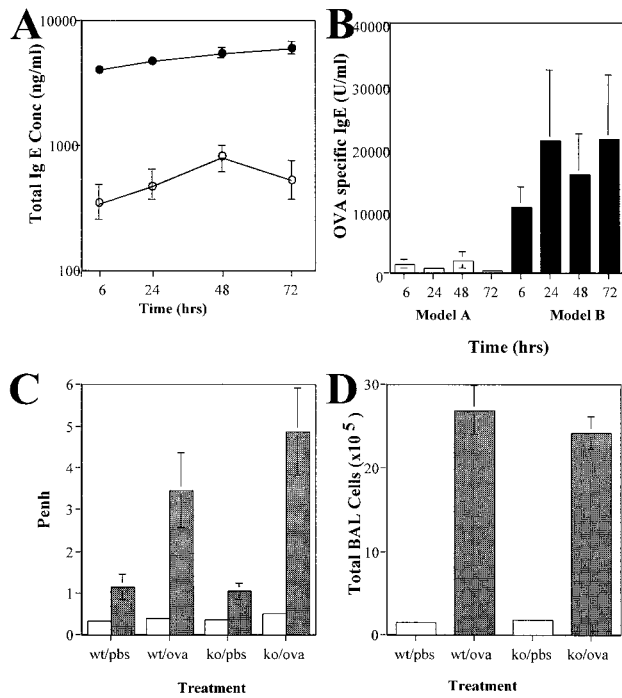 A
Total Ig E Conc (ng/ml)
10000
1000
100
6 24 48 72
Time (hrs)
B
OVA specific IgE (U/ml)
40000
30000
20000
10000
0
6 24 48 72 6 24 48 72
Model A Model B
Time (hrs)
C
Penh
6
5
4
3
2
1
0
wt/pbs wt/ova ko/pbs ko/ova
Treatment
D
Total BAL Cells (x10 5 )
30
20
10
0
wt/pbs wt/ova ko/pbs ko/ova
Treatment